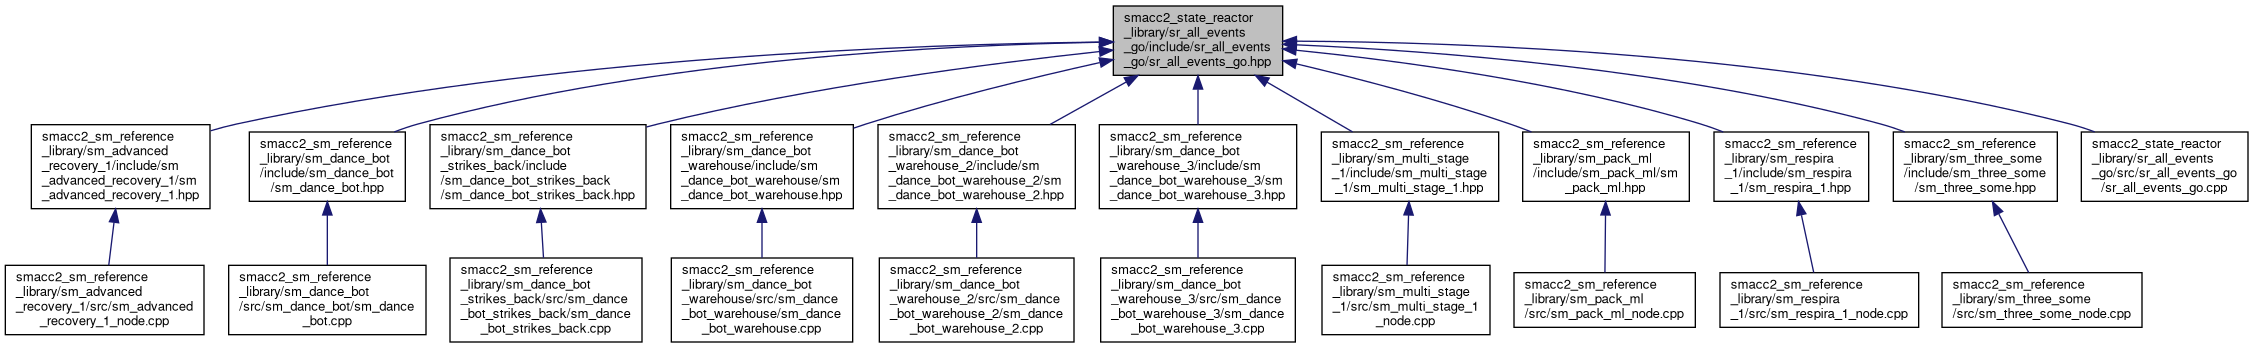 smacc2_state_reactor
_library/sr_all_events
_go/include/sr_all_events
_go/sr_all_events_go.hpp
smacc2_sm_reference
_library/sm_advanced
_recovery_1/include/sm
_advanced_recovery_1/sm
_advanced_recovery_1.hpp
smacc2_sm_reference
_library/sm_dance_bot
/include/sm_dance_bot
/sm_dance_bot.hpp
smacc2_sm_reference
_library/sm_dance_bot
_strikes_back/include
/sm_dance_bot_strikes_back
/sm_dance_bot_strikes_back.hpp
smacc2_sm_reference
_library/sm_dance_bot
_warehouse/include/sm
_dance_bot_warehouse/sm
_dance_bot_warehouse.hpp
smacc2_sm_reference
_library/sm_dance_bot
_warehouse_2/include/sm
_dance_bot_warehouse_2/sm
_dance_bot_warehouse_2.hpp
smacc2_sm_reference
_library/sm_dance_bot
_warehouse_3/include/sm
_dance_bot_warehouse_3/sm
_dance_bot_warehouse_3.hpp
smacc2_sm_reference
_library/sm_multi_stage
_1/include/sm_multi_stage
_1/sm_multi_stage_1.hpp
smacc2_sm_reference
_library/sm_pack_ml
/include/sm_pack_ml/sm
_pack_ml.hpp
smacc2_sm_reference
_library/sm_respira
_1/include/sm_respira
_1/sm_respira_1.hpp
smacc2_sm_reference
_library/sm_three_some
/include/sm_three_some
/sm_three_some.hpp
smacc2_state_reactor
_library/sr_all_events
_go/src/sr_all_events_go
/sr_all_events_go.cpp
smacc2_sm_reference
_library/sm_advanced
_recovery_1/src/sm_advanced
_recovery_1_node.cpp
smacc2_sm_reference
_library/sm_dance_bot
/src/sm_dance_bot/sm_dance
_bot.cpp
smacc2_sm_reference
_library/sm_dance_bot
_strikes_back/src/sm_dance
_bot_strikes_back/sm_dance
_bot_strikes_back.cpp
smacc2_sm_reference
_library/sm_dance_bot
_warehouse/src/sm_dance
_bot_warehouse/sm_dance
_bot_warehouse.cpp
smacc2_sm_reference
_library/sm_dance_bot
_warehouse_2/src/sm_dance
_bot_warehouse_2/sm_dance
_bot_warehouse_2.cpp
smacc2_sm_reference
_library/sm_dance_bot
_warehouse_3/src/sm_dance
_bot_warehouse_3/sm_dance
_bot_warehouse_3.cpp
smacc2_sm_reference
_library/sm_multi_stage
_1/src/sm_multi_stage_1
_node.cpp
smacc2_sm_reference
_library/sm_pack_ml
/src/sm_pack_ml_node.cpp
smacc2_sm_reference
_library/sm_respira
_1/src/sm_respira_1_node.cpp
smacc2_sm_reference
_library/sm_three_some
/src/sm_three_some_node.cpp